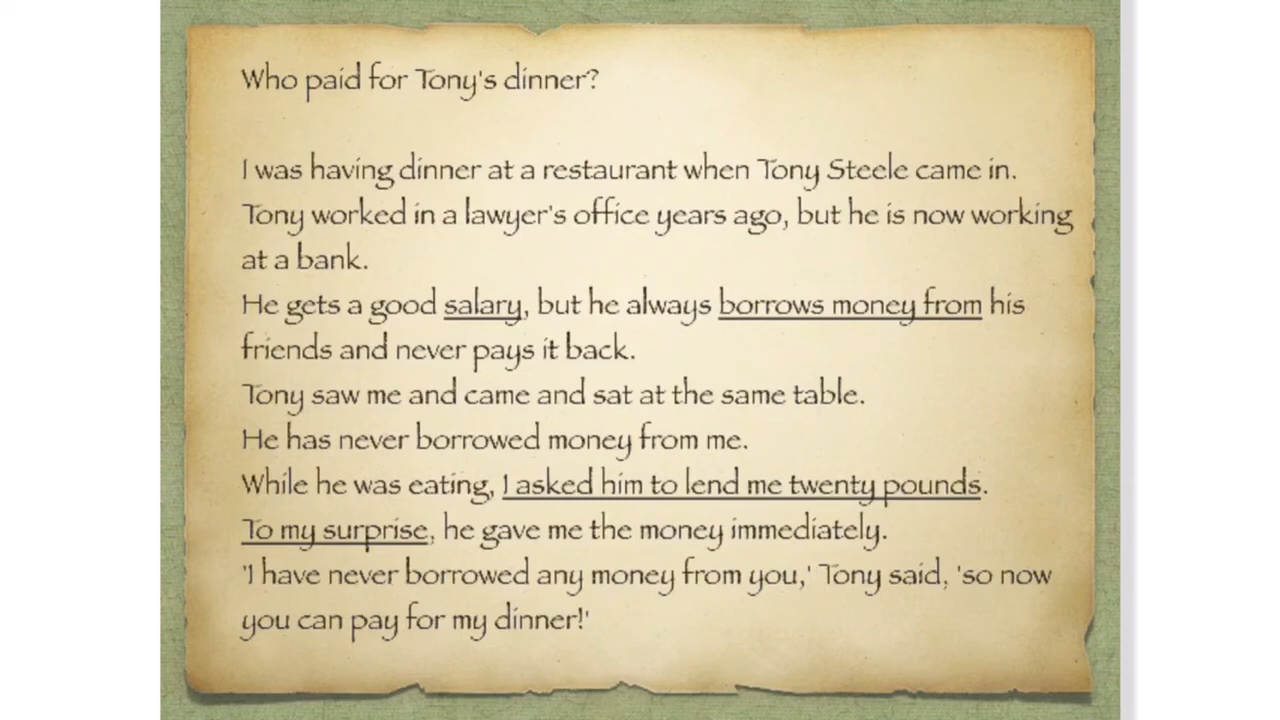 Who paid for Tony's dinner?
I was having dinner at a restaurant when Tony Steele came in.
Tony worked in a lawyer's office years ago, but he is now working
at a bank.
He gets a good salary, but he always borrows money from his
friends and never pays it back.
Tony saw me and came and sat at the same table.
He has never borrowed money from me.
While he was eating, I asked him to lend me twenty pounds.
To my surprise, he gave me the money immediately.
'I have never borrowed any money from you,' Tony said, 'so now
you can pay for my dinner!'